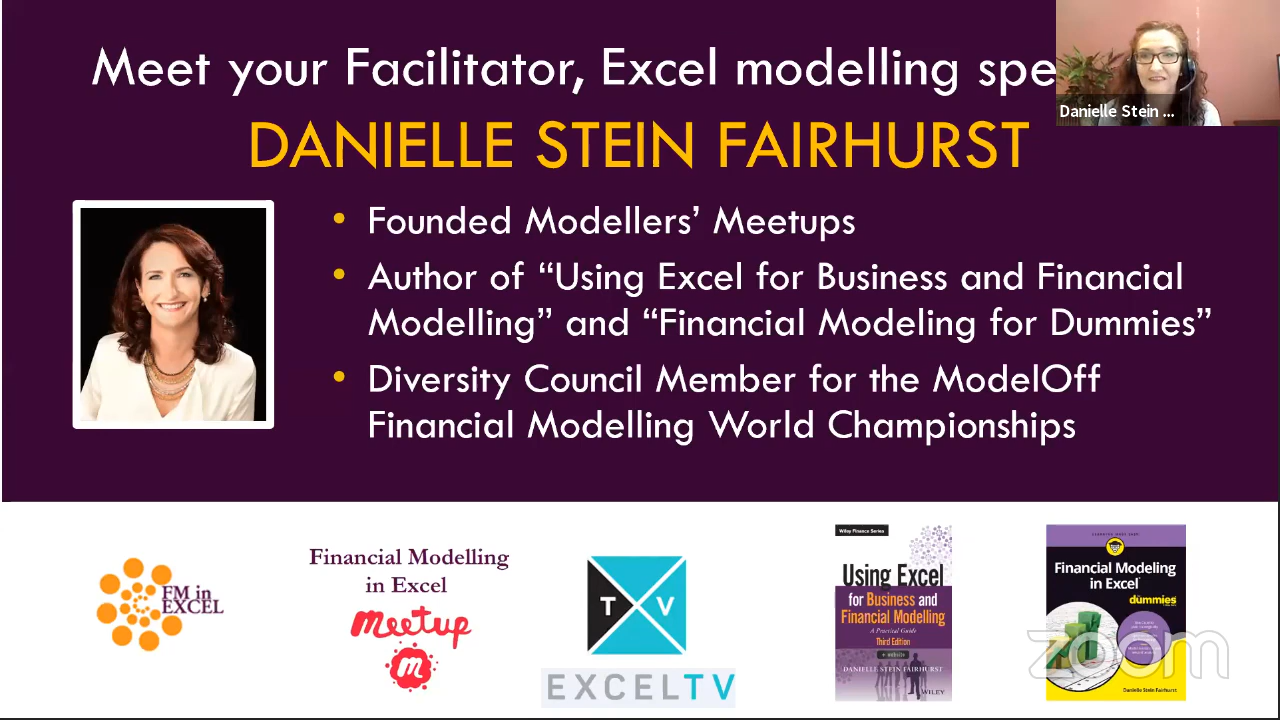 Meet your Facilitator, Excel modelling spe
Danielle Stein ...
DANIELLE STEIN FAIRHURST
• Founded Modellers’ Meetups
• Author of “Using Excel for Business and Financial
Modelling” and “Financial Modeling for Dummies”
• Diversity Council Member for the ModelOff
Financial Modelling World Championships
FM in
EXCEL
Financial Modelling
in Excel
meetup
m
T V
EXCELTV
Wiley Finance Series
Using Excel
for Business and
Financial Modelling
A Practical Guide
Third Edition
+ website
DANIELLE STEIN FAIRHURST
WILEY
Financial Modeling
in Excel
dummies
Danielle Stein Fairhurst
zoom